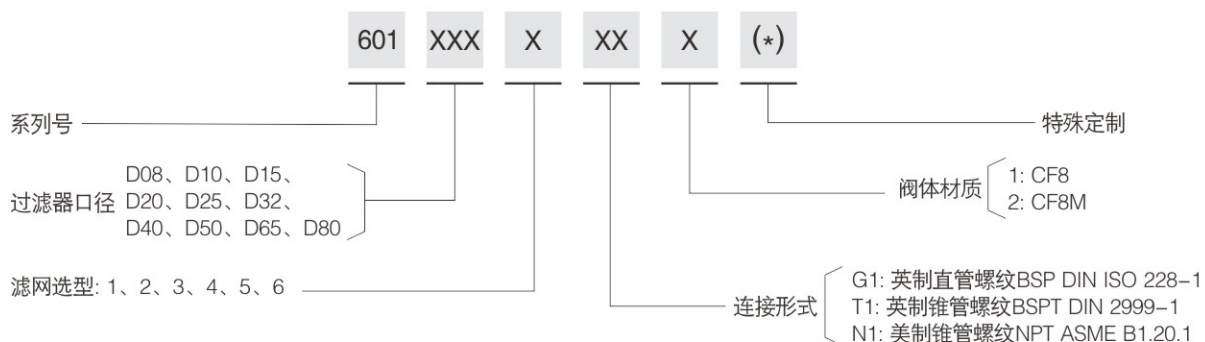 601 XXX X XX X (*)
系列号
特殊定制
过滤器口径
D08、D10、D15、
D20、D25、D32、
D40、D50、D65、D80
阀体材质
1: CF8
2: CF8M
滤网选型: 1、2、3、4、5、6
连接形式
G1: 英制直管螺纹BSP DIN ISO 228-1
T1: 英制锥管螺纹BSPT DIN 2999-1
N1: 美制锥管螺纹NPT ASME B1.20.1